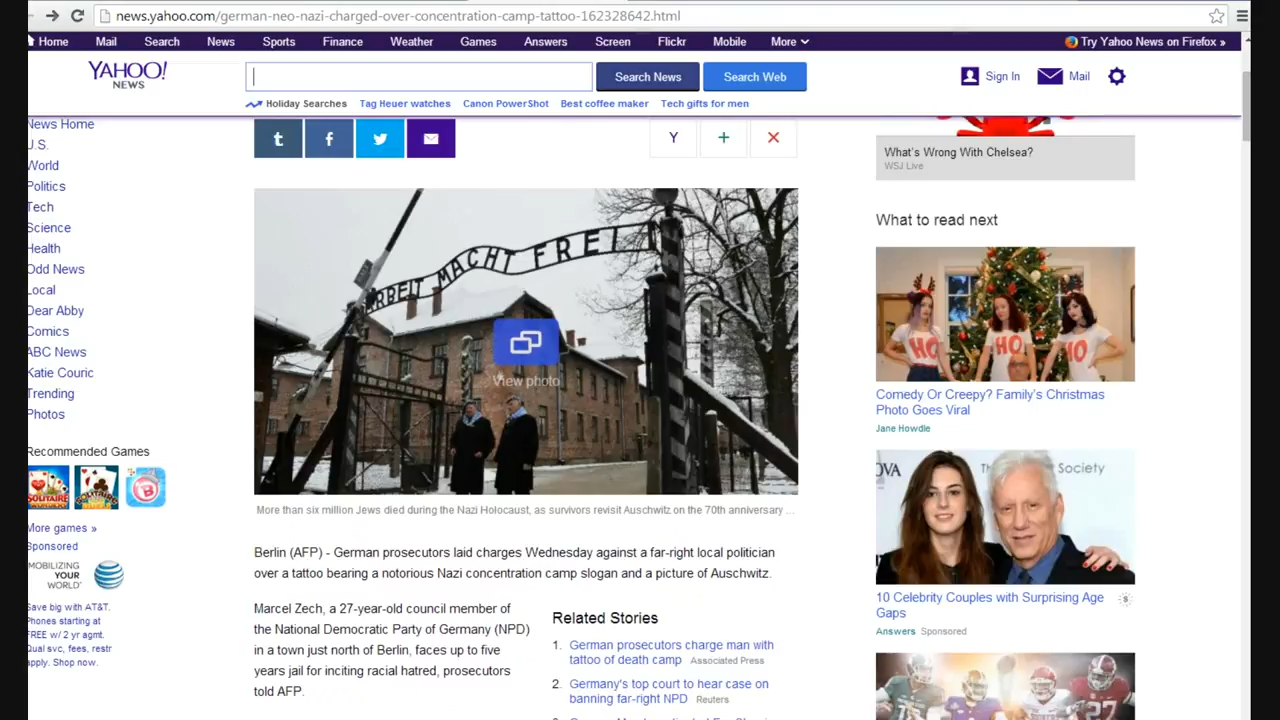 news.yahoo.com/german-neo-nazi-charged-over-concentration-camp-tattoo-162328642.html
Home Mail Search News Sports Finance Weather Games Answers Screen Flickr Mobile More Try Yahoo News on Firefox »
YAHOO!
NEWS
Search News Search Web
Sign In Mail
Holiday Searches Tag Heuer watches Canon PowerShot Best coffee maker Tech gifts for men
News Home
U.S.
World
Politics
Tech
Science
Health
Odd News
Local
Dear Abby
Comics
ABC News
Katie Couric
Trending
Photos
Recommended Games
SOLITAIRE
More games »
Sponsored
MOBILIZING
YOUR
WORLD
Save big with AT&T.
Phones starting at
FREE w/ 2 yr agmt.
Qual svc, fees, restr
apply. Shop now.
t f Y + X
ARBEIT MACHT FREI
View photo
More than six million Jews died during the Nazi Holocaust, as survivors revisit Auschwitz on the 70th anniversary ...
Berlin (AFP) - German prosecutors laid charges Wednesday against a far-right local politician
over a tattoo bearing a notorious Nazi concentration camp slogan and a picture of Auschwitz.
Marcel Zech, a 27-year-old council member of
the National Democratic Party of Germany (NPD)
in a town just north of Berlin, faces up to five
years jail for inciting racial hatred, prosecutors
told AFP.
Related Stories
1. German prosecutors charge man with
tattoo of death camp Associated Press
2. Germany's top court to hear case on
banning far-right NPD Reuters
What's Wrong With Chelsea?
WSJ Live
What to read next
HO HO HO
Comedy Or Creepy? Family's Christmas
Photo Goes Viral
Jane Howdle
OVA Society
10 Celebrity Couples with Surprising Age
Gaps
Answers Sponsored
27